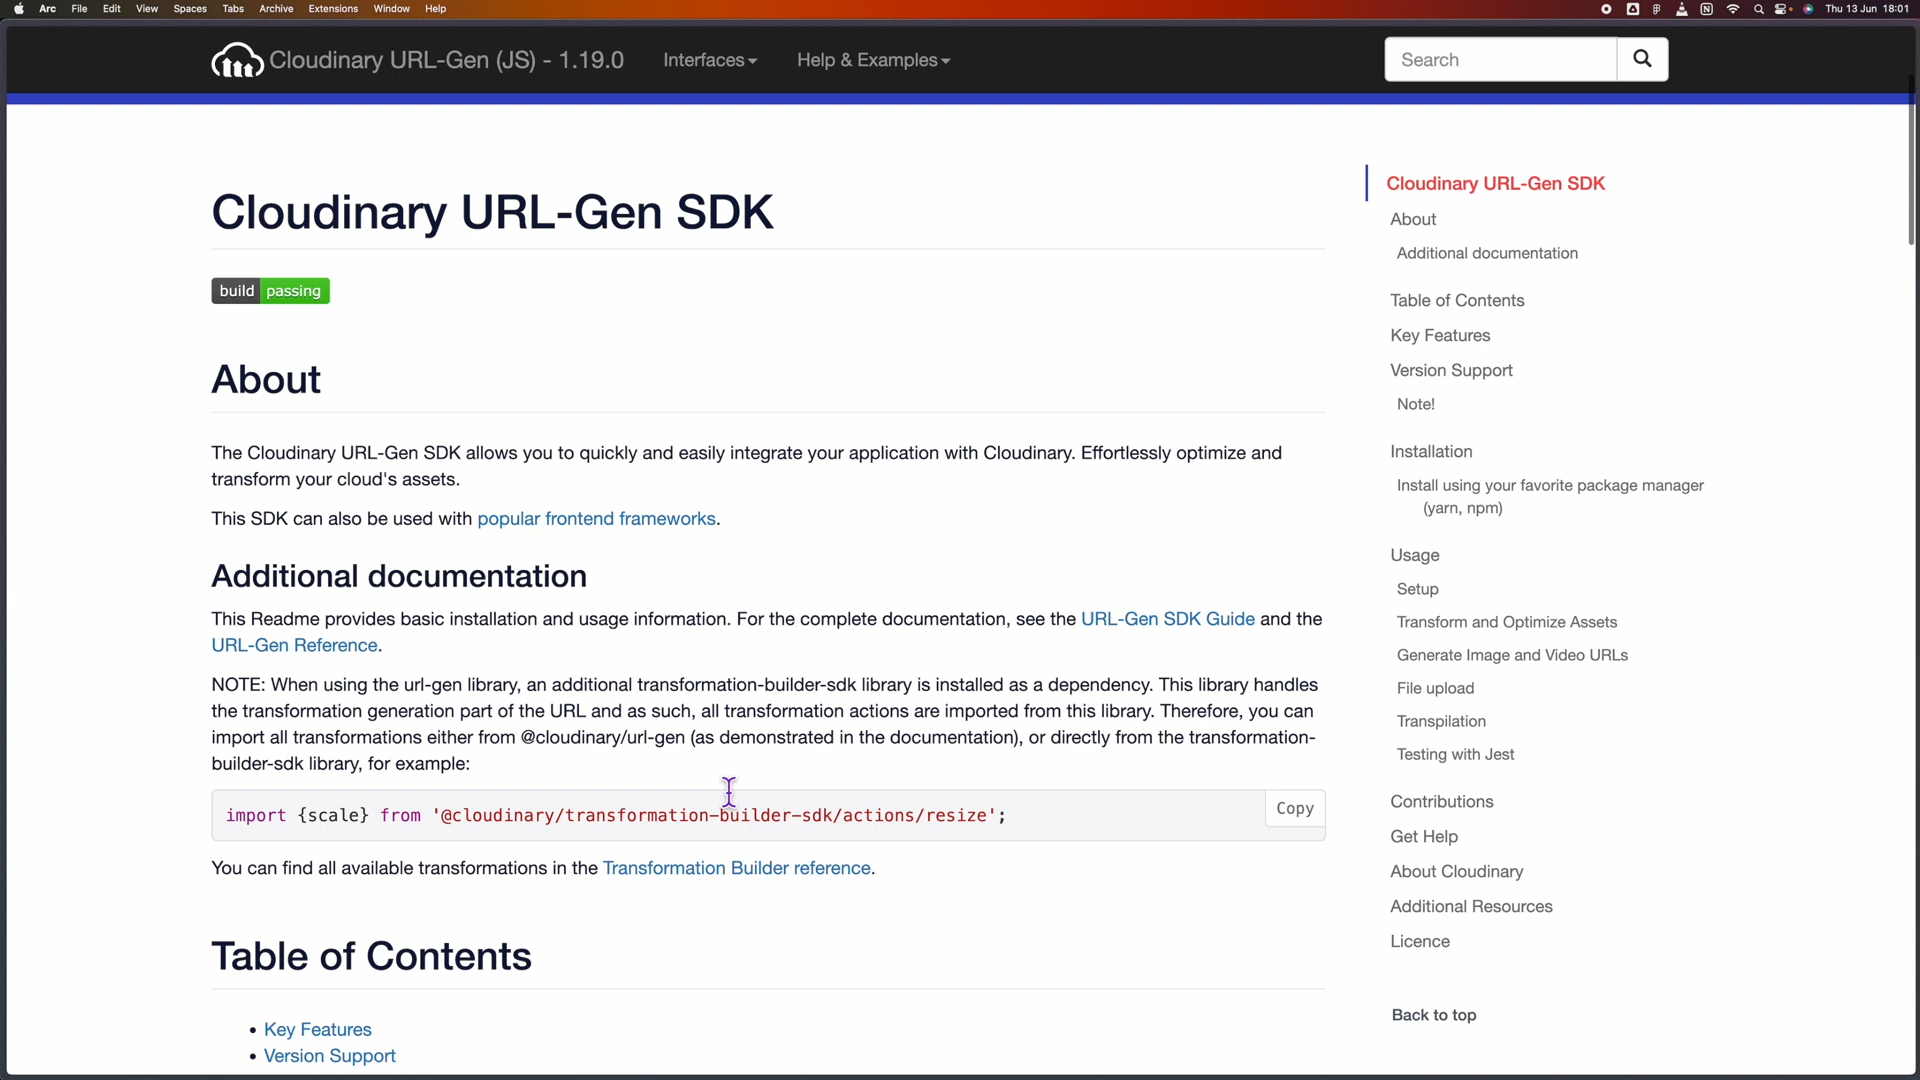 Arc File Edit View Spaces Tabs Archive Extensions Window Help Thu 13 Jun 18:01
Cloudinary URL-Gen (JS) - 1.19.0 Interfaces Help & Examples Search
Cloudinary URL-Gen SDK
build passing
About
The Cloudinary URL-Gen SDK allows you to quickly and easily integrate your application with Cloudinary. Effortlessly optimize and
transform your cloud's assets.
This SDK can also be used with popular frontend frameworks.
Additional documentation
This Readme provides basic installation and usage information. For the complete documentation, see the URL-Gen SDK Guide and the
URL-Gen Reference.
NOTE: When using the url-gen library, an additional transformation-builder-sdk library is installed as a dependency. This library handles
the transformation generation part of the URL and as such, all transformation actions are imported from this library. Therefore, you can
import all transformations either from @cloudinary/url-gen (as demonstrated in the documentation), or directly from the transformation-
builder-sdk library, for example:
import {scale} from '@cloudinary/transformation-builder-sdk/actions/resize';
Copy
You can find all available transformations in the Transformation Builder reference.
Table of Contents
• Key Features
• Version Support
Cloudinary URL-Gen SDK
About
Additional documentation
Table of Contents
Key Features
Version Support
Note!
Installation
Install using your favorite package manager
(yarn, npm)
Usage
Setup
Transform and Optimize Assets
Generate Image and Video URLs
File upload
Transpilation
Testing with Jest
Contributions
Get Help
About Cloudinary
Additional Resources
Licence
Back to top